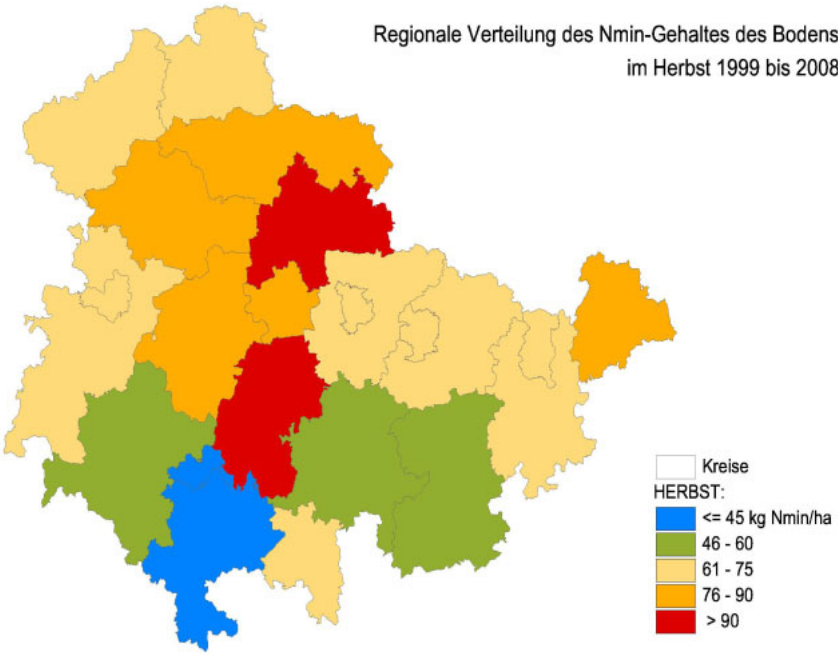 Regionale Verteilung des Nmin-Gehaltes des Bodens
im Herbst 1999 bis 2008
Kreise
HERBST:
<= 45 kg Nmin/ha
46 - 60
61 - 75
76 - 90
> 90